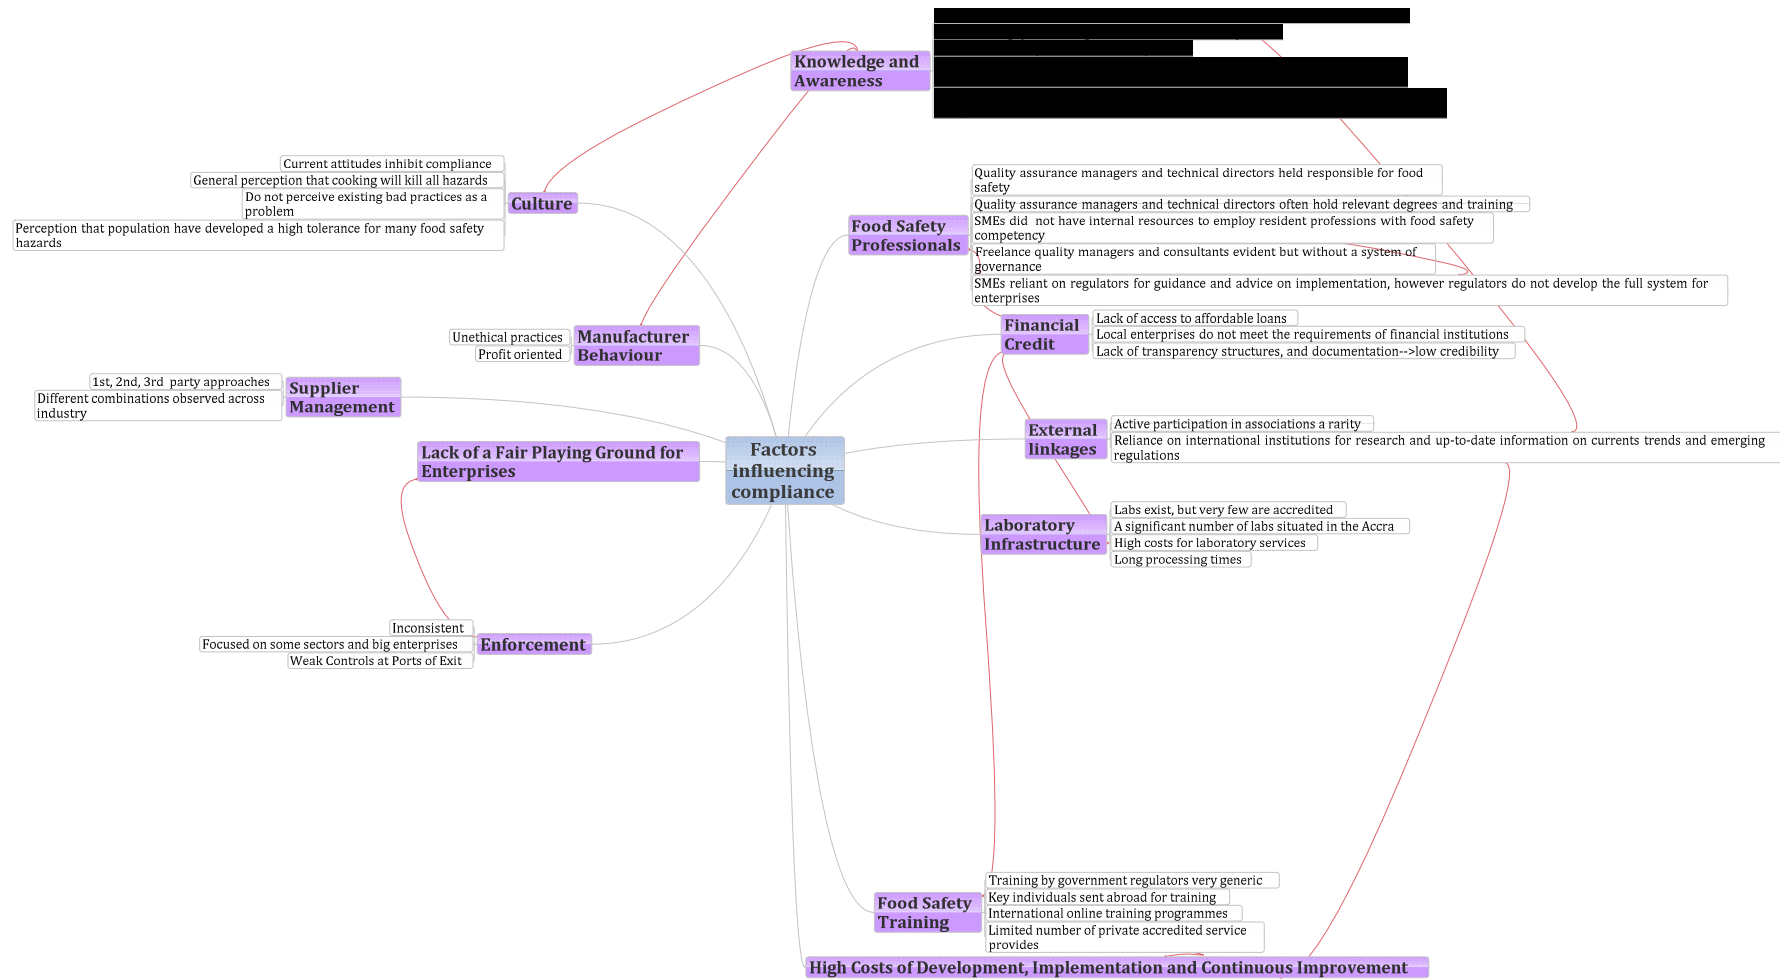 Knowledge and
Awareness
Current attitudes inhibit compliance
General perception that cooking will kill all hazards
Do not perceive existing bad practices as a
problem
Perception that population have developed a high tolerance for many food safety
hazards
Culture
Quality assurance managers and technical directors held responsible for food
safety
Quality assurance managers and technical directors often hold relevant degrees and training
SMEs did  not have internal resources to employ resident professions with food safety
competency
Freelance quality managers and consultants evident but without a system of
governance
SMEs reliant on regulators for guidance and advice on implementation, however regulators do not develop the full system for
enterprises
Food Safety
Professionals
Unethical practices
Profit oriented
Manufacturer
Behaviour
Financial
Credit
Lack of access to affordable loans
Local enterprises do not meet the requirements of financial institutions
Lack of transparency structures, and documentation-->low credibility
1st, 2nd, 3rd  party approaches
Different combinations observed across
industry
Supplier
Management
Lack of a Fair Playing Ground for
Enterprises
Factors
influencing
compliance
External
linkages
Active participation in associations a rarity
Reliance on international institutions for research and up-to-date information on currents trends and emerging
regulations
Laboratory
Infrastructure
Labs exist, but very few are accredited
A significant number of labs situated in the Accra
High costs for laboratory services
Long processing times
Inconsistent
Focused on some sectors and big enterprises
Weak Controls at Ports of Exit
Enforcement
Food Safety
Training
Training by government regulators very generic
Key individuals sent abroad for training
International online training programmes
Limited number of private accredited service
provides
High Costs of Development, Implementation and Continuous Improvement